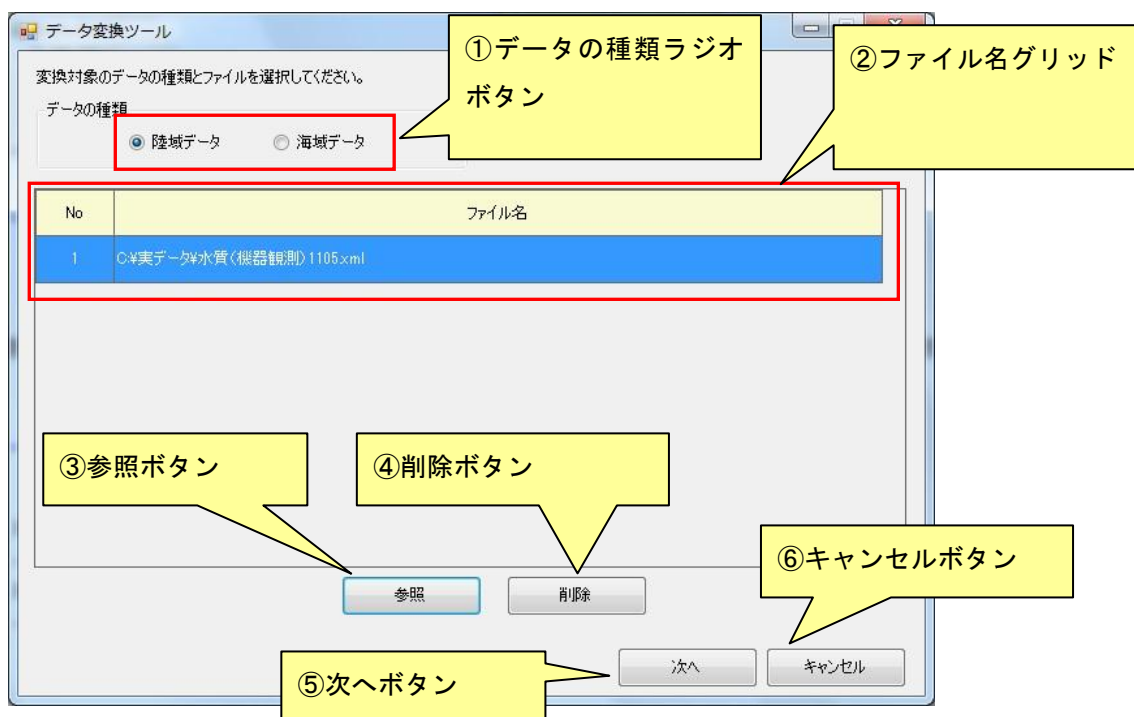 データ変換ツール
①データの種類ラジオ
ボタン
②ファイル名グリッド
変換対象のデータの種類とファイルを選択してください。
データの種類
陸域データ
海域データ
No
ファイル名
1
C:¥実データ¥水質(機器観測)1105.xml
③参照ボタン
④削除ボタン
⑥キャンセルボタン
参照
削除
⑤次へボタン
次へ
キャンセル